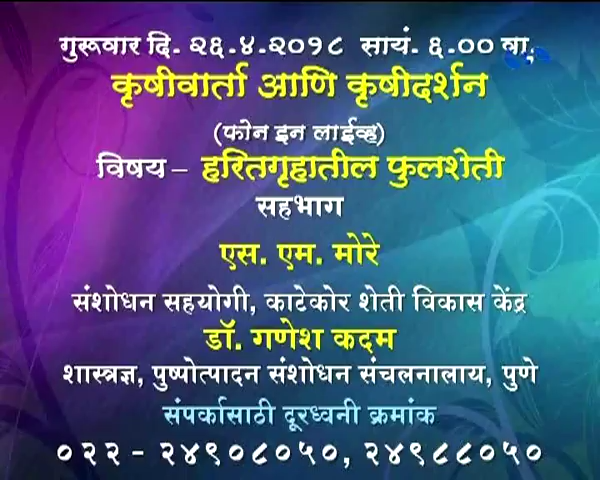 गुरूवार दि. २६.४.२०१८ सायं. ६.०० वा.
कृषीवार्ता आणि कृषीदर्शन
(फोन इन लाईव्ह)
विषय – हरितगृहातील फुलशेती
सहभाग
एस. एम. मोरे
संशोधन सहयोगी, काटेकोर शेती विकास केंद्र
डॉ. गणेश कदम
शास्त्रज्ञ, पुष्पोत्पादन संशोधन संचलनालाय, पुणे
संपर्कासाठी दूरध्वनी क्रमांक
०२२ - २४९०८०५०, २४९८८०५०